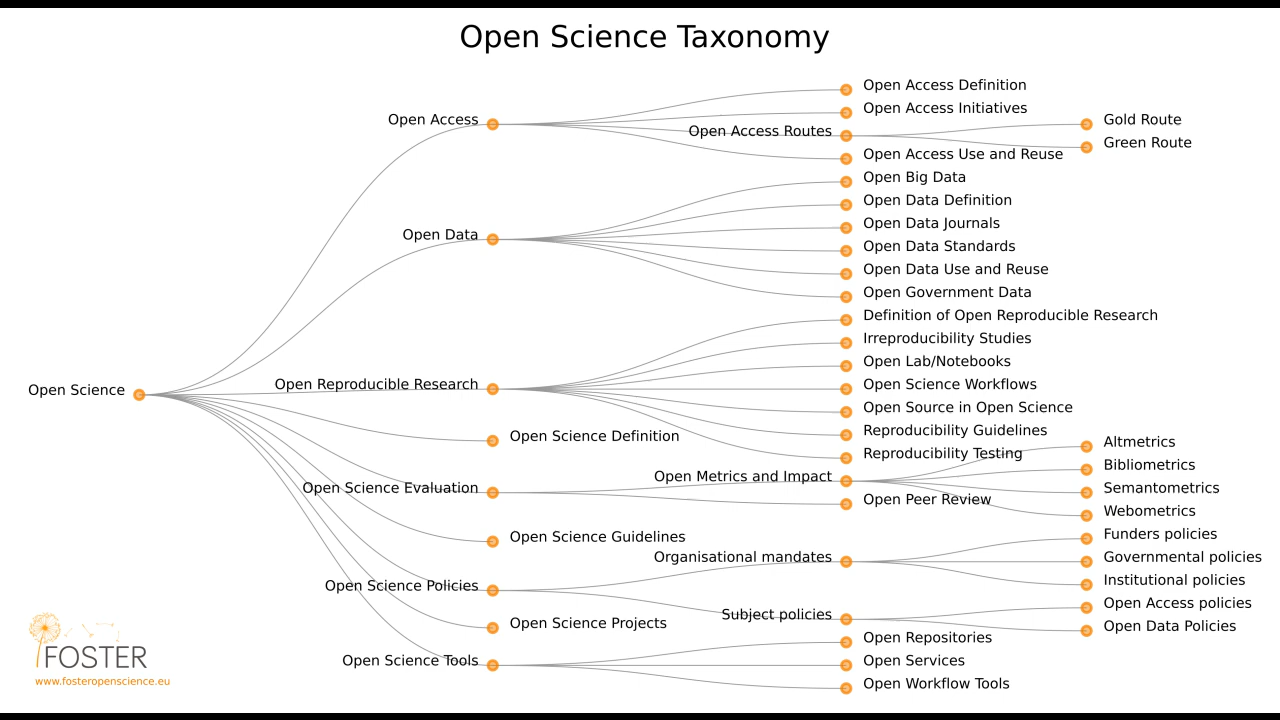 Open Science Taxonomy
Open Science
Open Access
Open Access Definition
Open Access Initiatives
Open Access Routes
Gold Route
Green Route
Open Access Use and Reuse
Open Data
Open Big Data
Open Data Definition
Open Data Journals
Open Data Standards
Open Data Use and Reuse
Open Government Data
Open Reproducible Research
Definition of Open Reproducible Research
Irreproducibility Studies
Open Lab/Notebooks
Open Science Workflows
Open Source in Open Science
Reproducibility Guidelines
Reproducibility Testing
Open Science Definition
Open Science Evaluation
Open Metrics and Impact
Altmetrics
Bibliometrics
Semantometrics
Webometrics
Open Peer Review
Open Science Guidelines
Open Science Policies
Organisational mandates
Funders policies
Governmental policies
Institutional policies
Subject policies
Open Access policies
Open Data Policies
Open Science Projects
Open Science Tools
Open Repositories
Open Services
Open Workflow Tools
FOSTER
www.fosteropenscience.eu